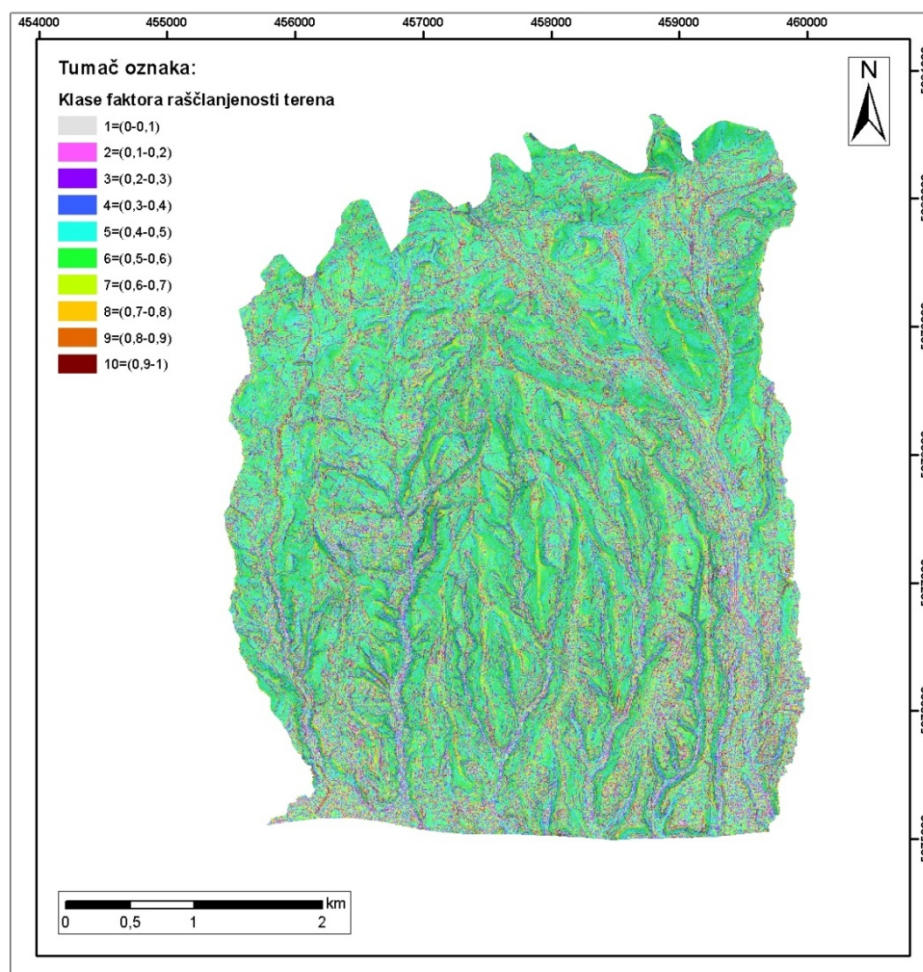 454000 455000 456000 457000 458000 459000 460000
Tumač oznaka:
Klase faktora raščlanjenosti terena
1=(0-0,1)
2=(0,1-0,2)
3=(0,2-0,3)
4=(0,3-0,4)
5=(0,4-0,5)
6=(0,5-0,6)
7=(0,6-0,7)
8=(0,7-0,8)
9=(0,8-0,9)
10=(0,9-1)
N
km
0 0,5 1 2